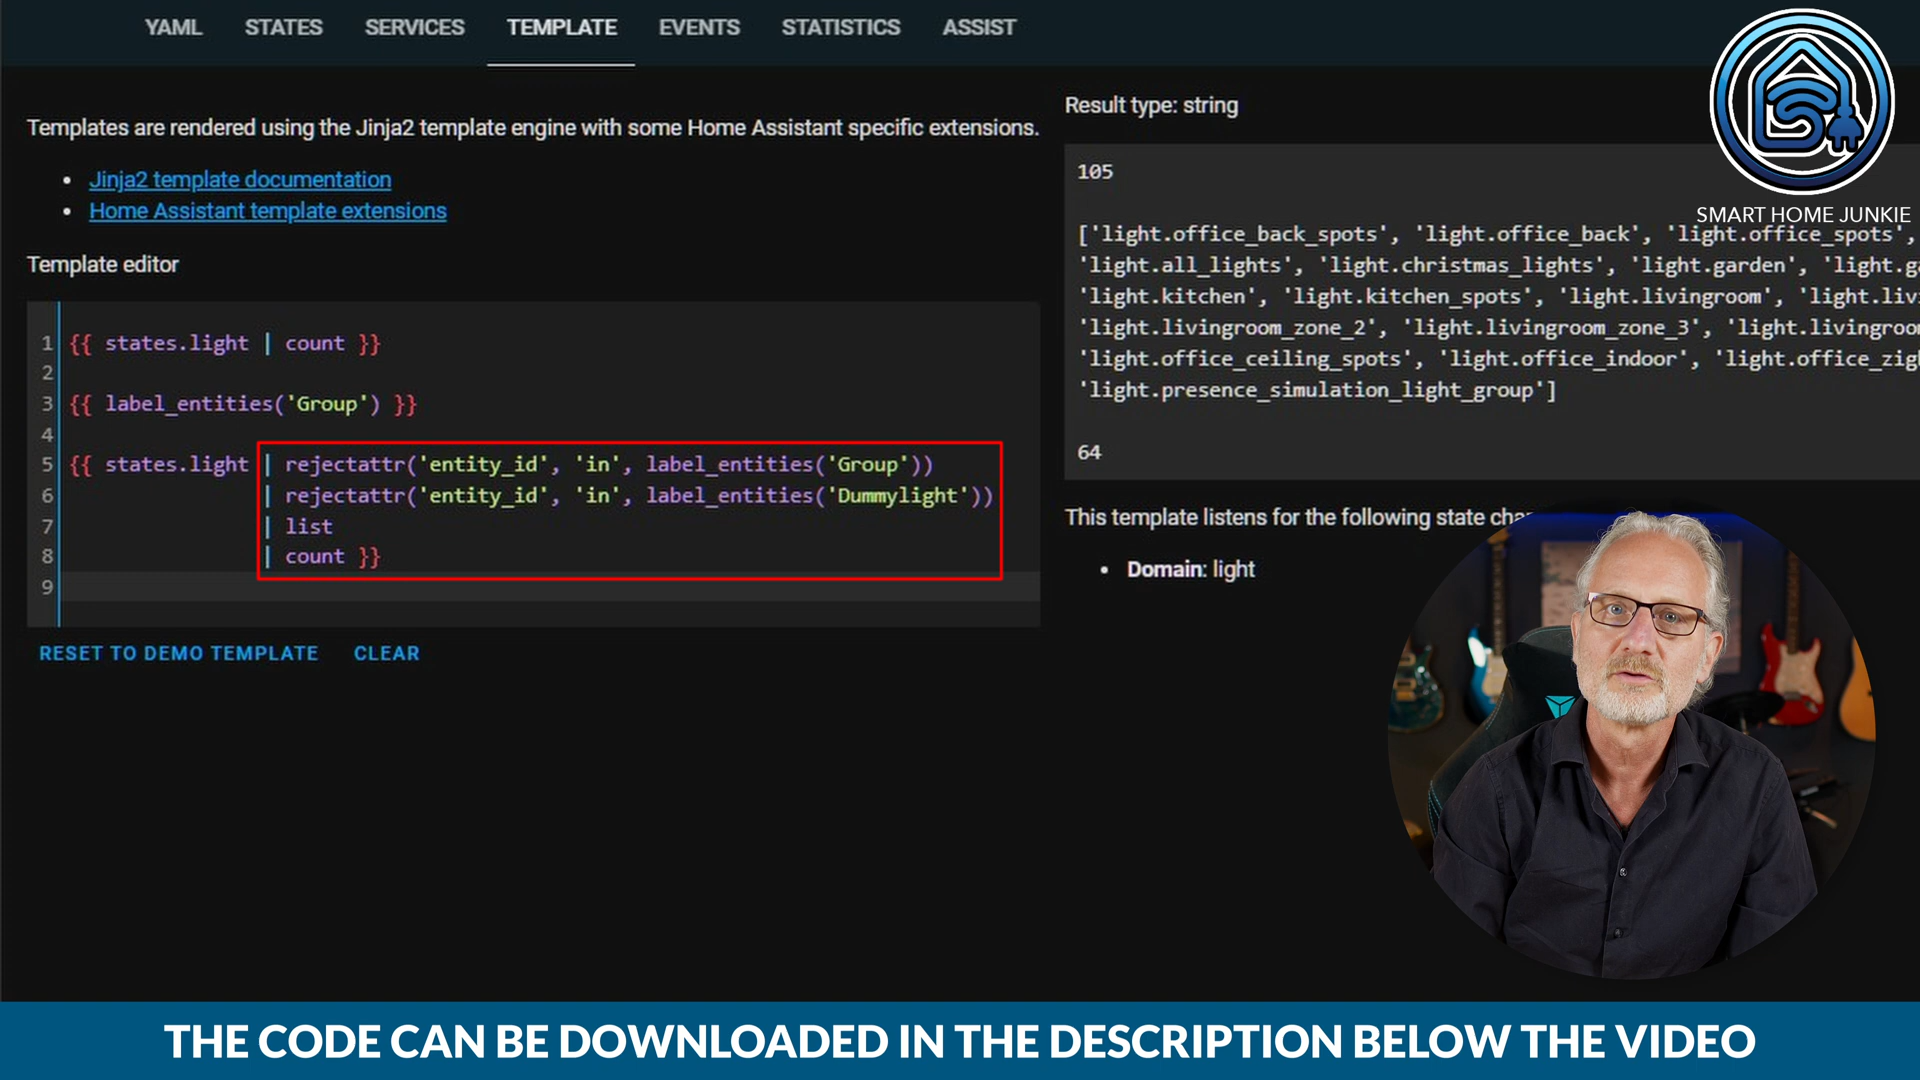 YAML STATES SERVICES TEMPLATE EVENTS STATISTICS ASSIST
Templates are rendered using the Jinja2 template engine with some Home Assistant specific extensions.
• Jinja2 template documentation
• Home Assistant template extensions
Template editor
1 {{ states.light | count }}
2
3 {{ label_entities('Group') }}
4
5 {{ states.light | rejectattr('entity_id', 'in', label_entities('Group'))
6 | rejectattr('entity_id', 'in', label_entities('Dummylight'))
7 | list
8 | count }}
9
RESET TO DEMO TEMPLATE CLEAR
Result type: string
105
['light.office_back_spots', 'light.office_back', 'light.office_spots',
'light.all_lights', 'light.christmas_lights', 'light.garden',
'light.kitchen', 'light.kitchen_spots', 'light.livingroom',
'light.livingroom_zone_2', 'light.livingroom_zone_3',
'light.office_ceiling_spots', 'light.office_indoor',
'light.presence_simulation_light_group']
64
This template listens for the following state
• Domain: light
SMART HOME JUNKIE
THE CODE CAN BE DOWNLOADED IN THE DESCRIPTION BELOW THE VIDEO